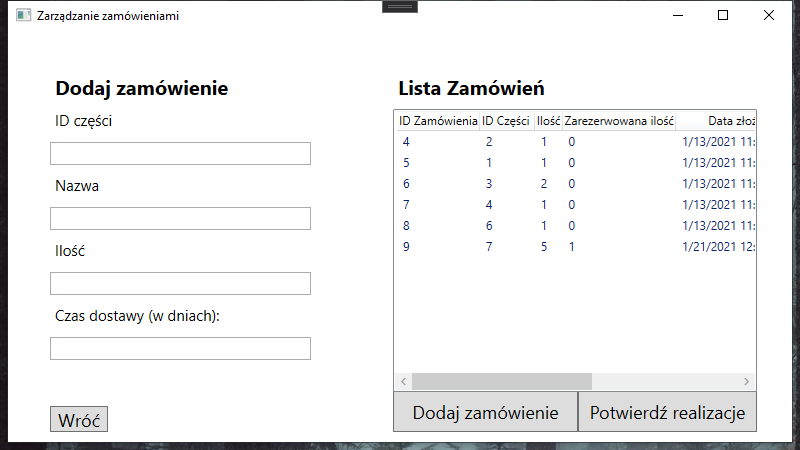 Zarządzanie zamówieniami
Dodaj zamówienie
ID części
Nazwa
Ilość
Czas dostawy (w dniach):
Wróć
Lista Zamówień
ID Zamówienia ID Części Ilość Zarezerwowana ilość Data złoż
4 2 1 0 1/13/2021 11:
5 1 1 0 1/13/2021 11:
6 3 2 0 1/13/2021 11:
7 4 1 0 1/13/2021 11:
8 6 1 0 1/13/2021 11:
9 7 5 1 1/21/2021 12:
Dodaj zamówienie Potwierdź realizacje